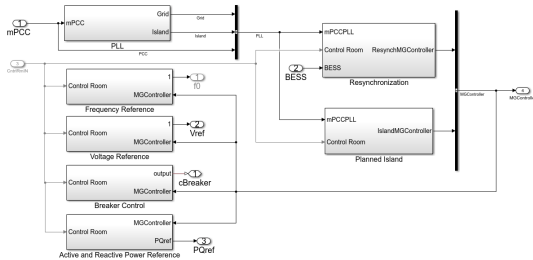 1
mPCC
mPCC
Grid
Island
PLL
Grid
Island
PCC
PLL
mPCCPLL
Control Room
BESS
ResynchMGController
Resynchronization
2
BESS
3
Control Room
MGController
1
Frequency Reference
1
f0
Control Room
MGController
1
Voltage Reference
2
Vref
Control Room
output
MGController
Breaker Control
1
cBreaker
Control Room
MGController
PQref
Active and Reactive Power Reference
3
PQref
mPCCPLL
Control Room
IslandMGController
Planned Island
MGController
4